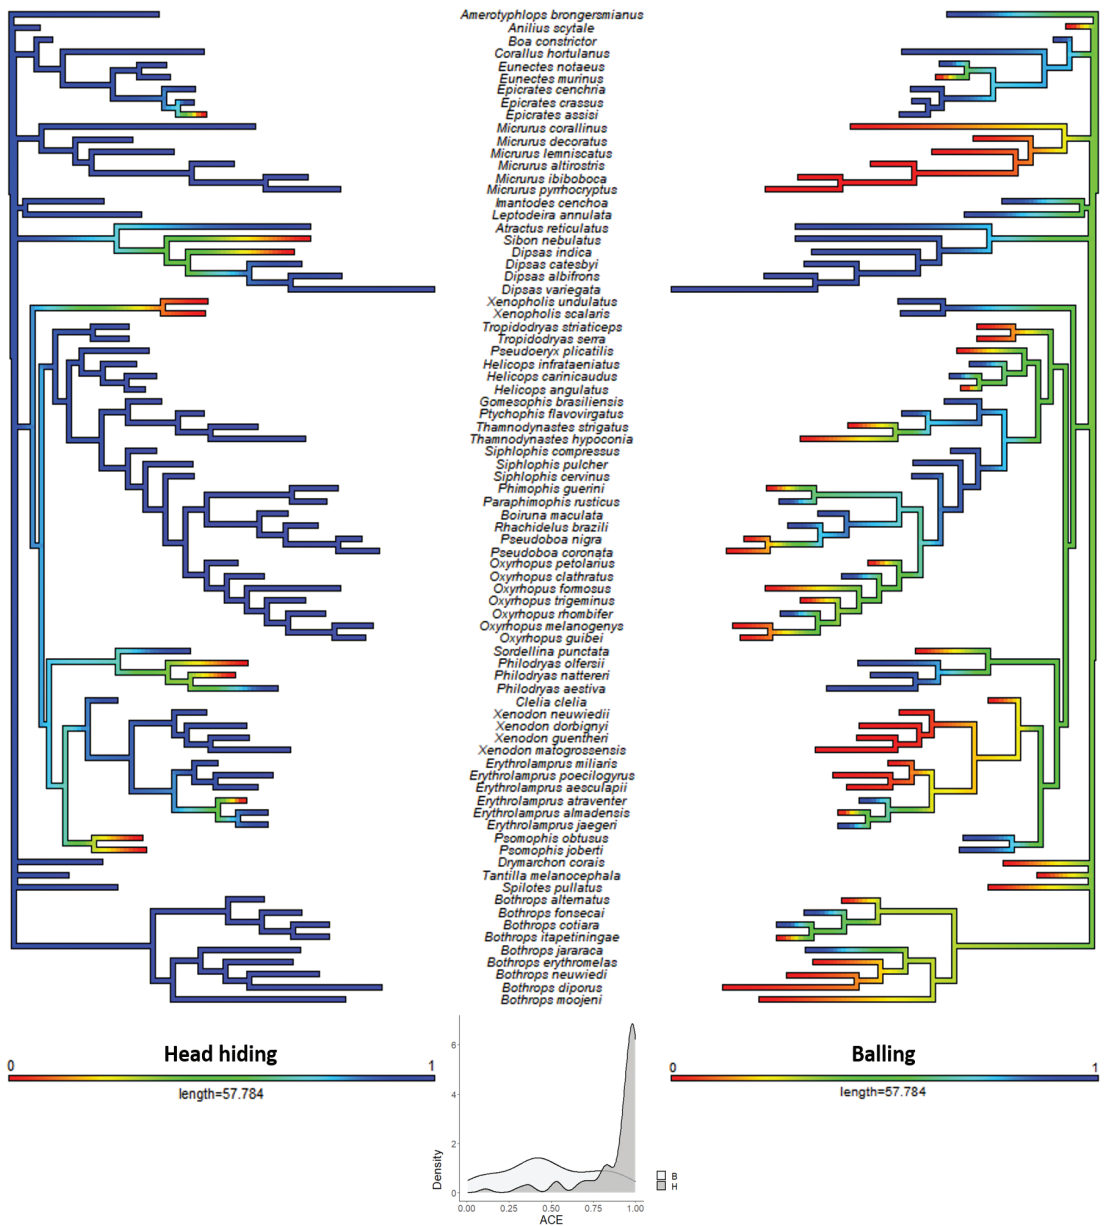 Amerotyphlops brongersmianus
Anilius scytale
Boa constrictor
Corallus hortulanus
Eunectes notaeus
Eunectes murinus
Epicrates cenchria
Epicrates crassus
Epicrates assisi
Micrurus corallinus
Micrurus decoratus
Micrurus lemniscatus
Micrurus altirostris
Micrurus ibiboboca
Micrurus pyrrhocryptus
Imantodes cenchoa
Leptodeira annulata
Atractus reticulatus
Sibon nebulatus
Dipsas indica
Dipsas catesbyi
Dipsas albifrons
Dipsas variegata
Xenopholis undulatus
Xenopholis scalaris
Tropidodryas striaticeps
Tropidodryas serra
Pseudoeryx plicatilis
Helicops infrataeniatus
Helicops carinicaudus
Helicops angulatus
Gomesophis brasiliensis
Ptychophis flavovirgatus
Thamnodynastes strigatus
Thamnodynastes hypoconia
Siphlophis compressus
Siphlophis pulcher
Siphlophis cervinus
Phimophis guerini
Paraphimophis rusticus
Boiruna maculata
Rhachidelus brazili
Pseudoboa nigra
Pseudoboa coronata
Oxyrhopus petolarius
Oxyrhopus clathratus
Oxyrhopus formosus
Oxyrhopus trigeminus
Oxyrhopus rhombifer
Oxyrhopus melanogenys
Oxyrhopus guibei
Sordellina punctata
Philodryas olfersii
Philodryas nattereri
Philodryas aestiva
Clelia clelia
Xenodon neuwiedii
Xenodon dorbignyi
Xenodon guentheri
Xenodon matogrossensis
Erythrolamprus miliaris
Erythrolamprus poecilogyrus
Erythrolamprus aesculapii
Erythrolamprus atraventer
Erythrolamprus almadensis
Erythrolamprus jaegeri
Psomophis obtusus
Psomophis joberti
Drymarchon corais
Tantilla melanocephala
Spilotes pullatus
Bothrops alternatus
Bothrops fonsecai
Bothrops cotiara
Bothrops itapetiningae
Bothrops jararaca
Bothrops erythromelas
Bothrops neuwiedi
Bothrops diporus
Bothrops moojeni
Head hiding
0 1
length=57.784
Balling
0 1
length=57.784
Density
6
4
2
0
0.00 0.25 0.50 0.75 1.00
ACE
B
H